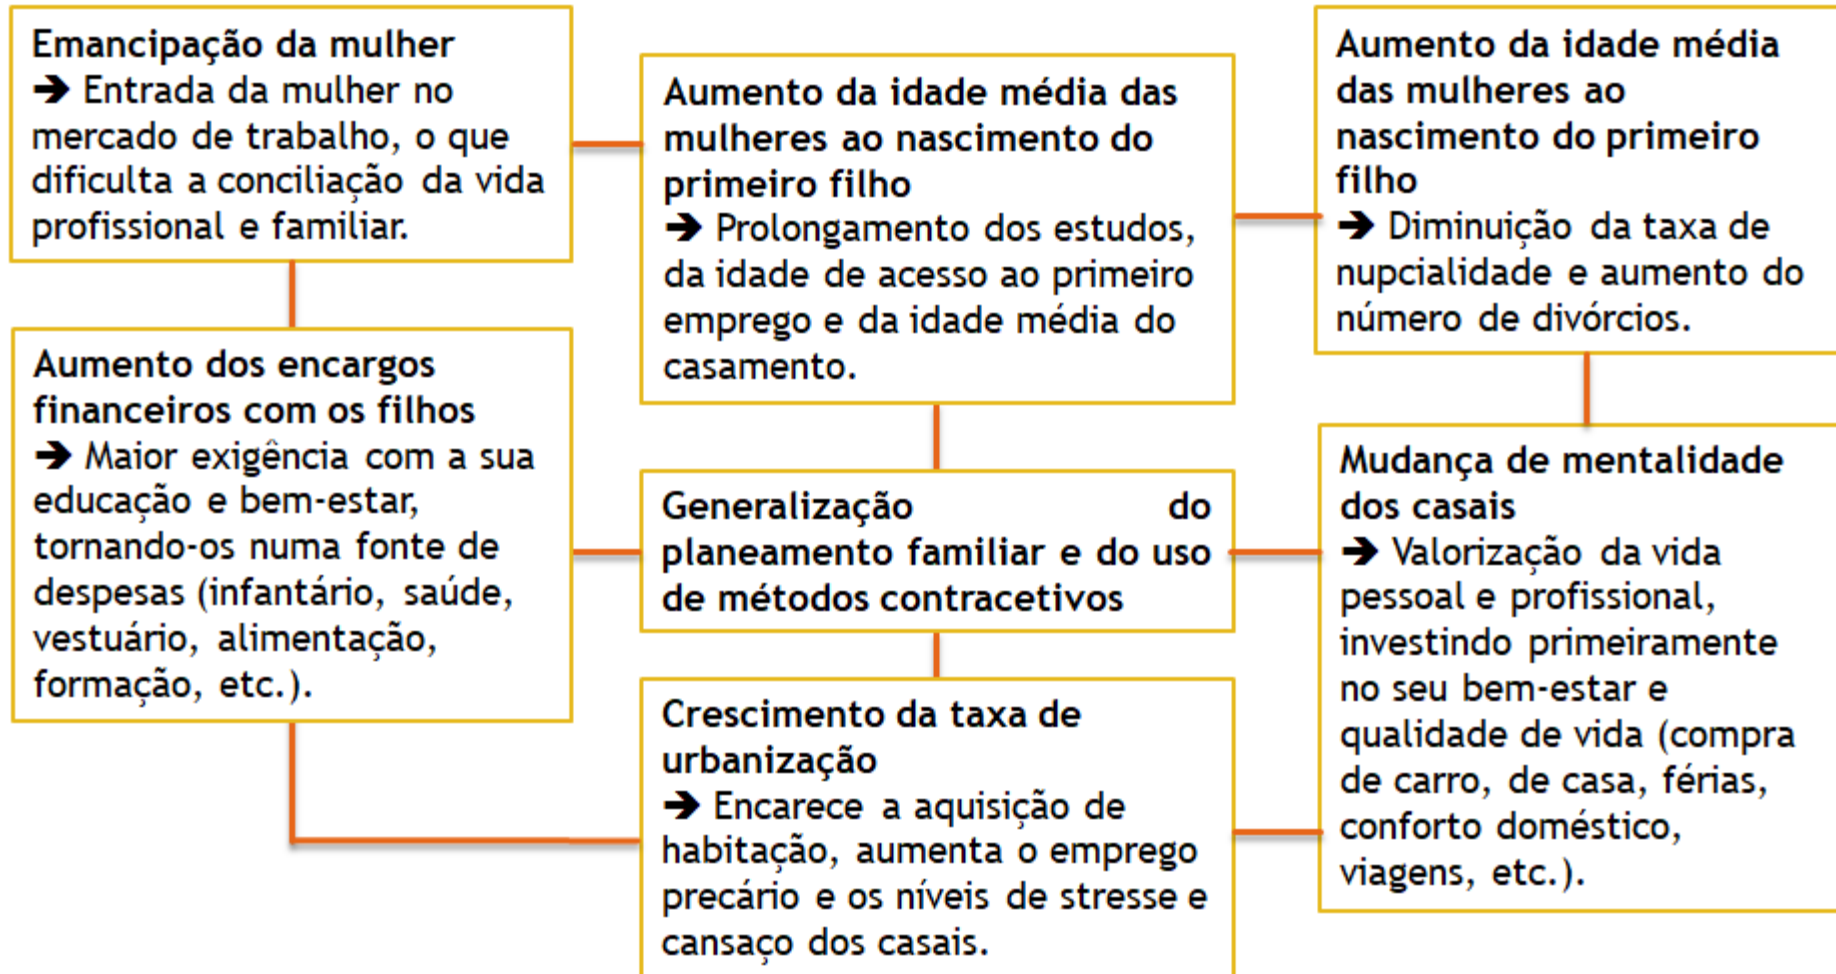 Emancipação da mulher
➔ Entrada da mulher no
mercado de trabalho, o que
dificulta a conciliação da vida
profissional e familiar.
Aumento da idade média das
mulheres ao nascimento do
primeiro filho
➔ Prolongamento dos estudos,
da idade de acesso ao primeiro
emprego e da idade média do
casamento.
Aumento da idade média
das mulheres ao
nascimento do primeiro
filho
➔ Diminuição da taxa de
nupcialidade e aumento do
número de divórcios.
Aumento dos encargos
financeiros com os filhos
➔ Maior exigência com a sua
educação e bem-estar,
tornando-os numa fonte de
despesas (infantário, saúde,
vestuário, alimentação,
formação, etc.).
Generalização do
planeamento familiar e do uso
de métodos contracetivos
Mudança de mentalidade
dos casais
➔ Valorização da vida
pessoal e profissional,
investindo primeiramente
no seu bem-estar e
qualidade de vida (compra
de carro, de casa, férias,
conforto doméstico,
viagens, etc.).
Crescimento da taxa de
urbanização
➔ Encarece a aquisição de
habitação, aumenta o emprego
precário e os níveis de stresse e
cansaço dos casais.